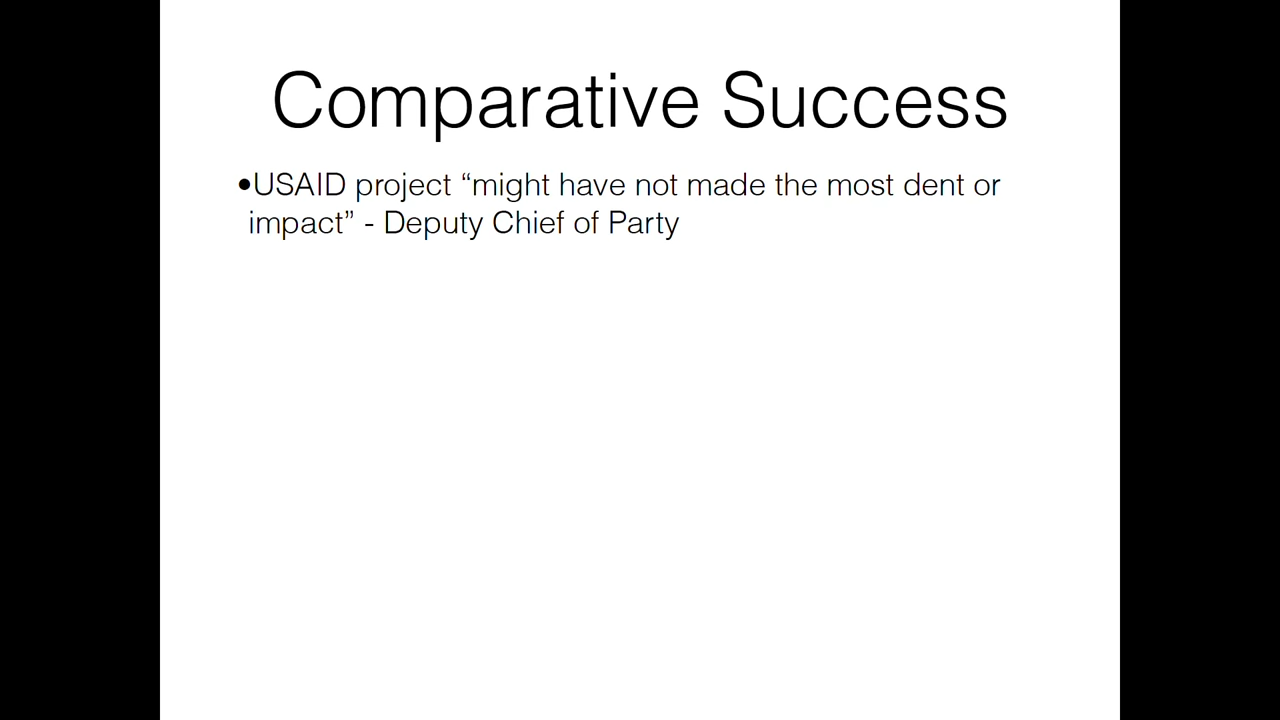 Comparative Success
•USAID project “might have not made the most dent or
impact” - Deputy Chief of Party